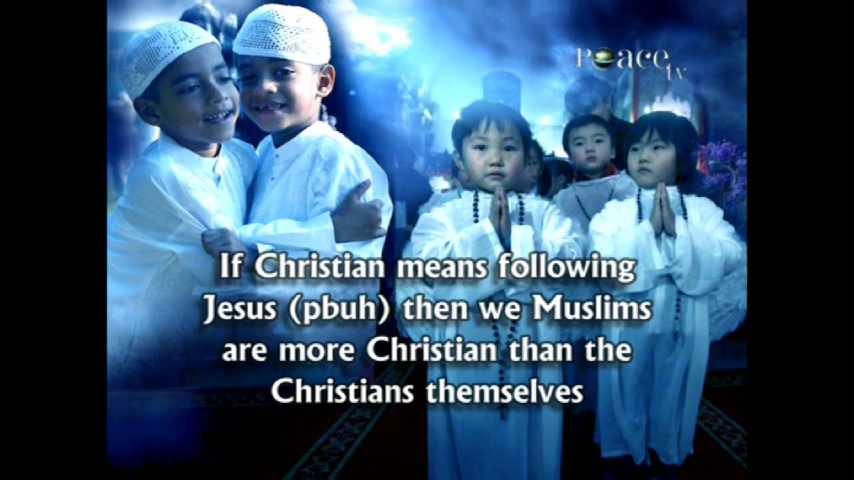 Peace tv
If Christian means following
Jesus (pbuh) then we Muslims
are more Christian than the
Christians themselves